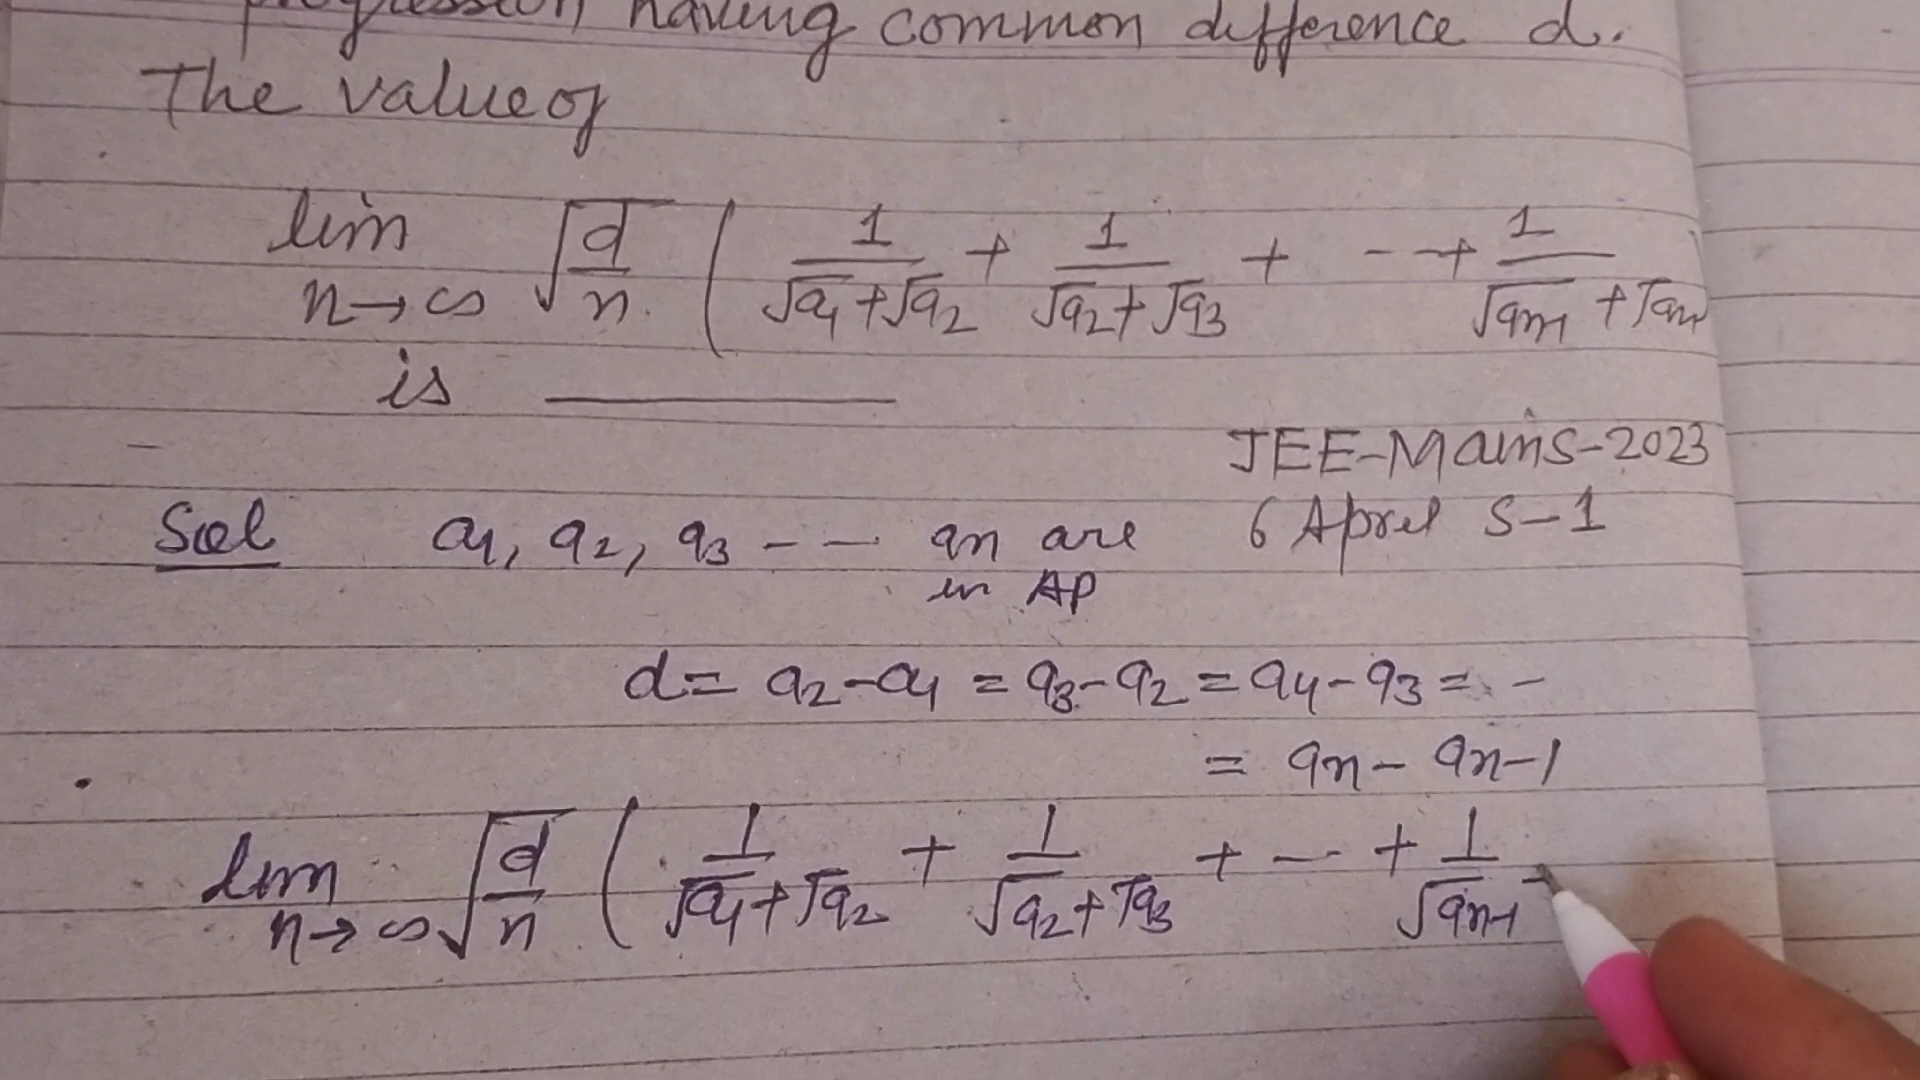 progression having common difference d.
The value of
lim n→∞ √(d/n) ( 1/(√a1+√a2) + 1/(√a2+√a3) + --+ 1/(√an-1 + √an)
is ________
JEE-Mains-2023
6 April S-1
Sol a1, a2, a3 -- an are
in AP
d= a2-a1 = a3-a2 = a4-a3 = -
= an - an-1
lim n→∞ √(d/n) ( 1/(√a1+√a2) + 1/(√a2+√a3) + -- + 1/√an-1